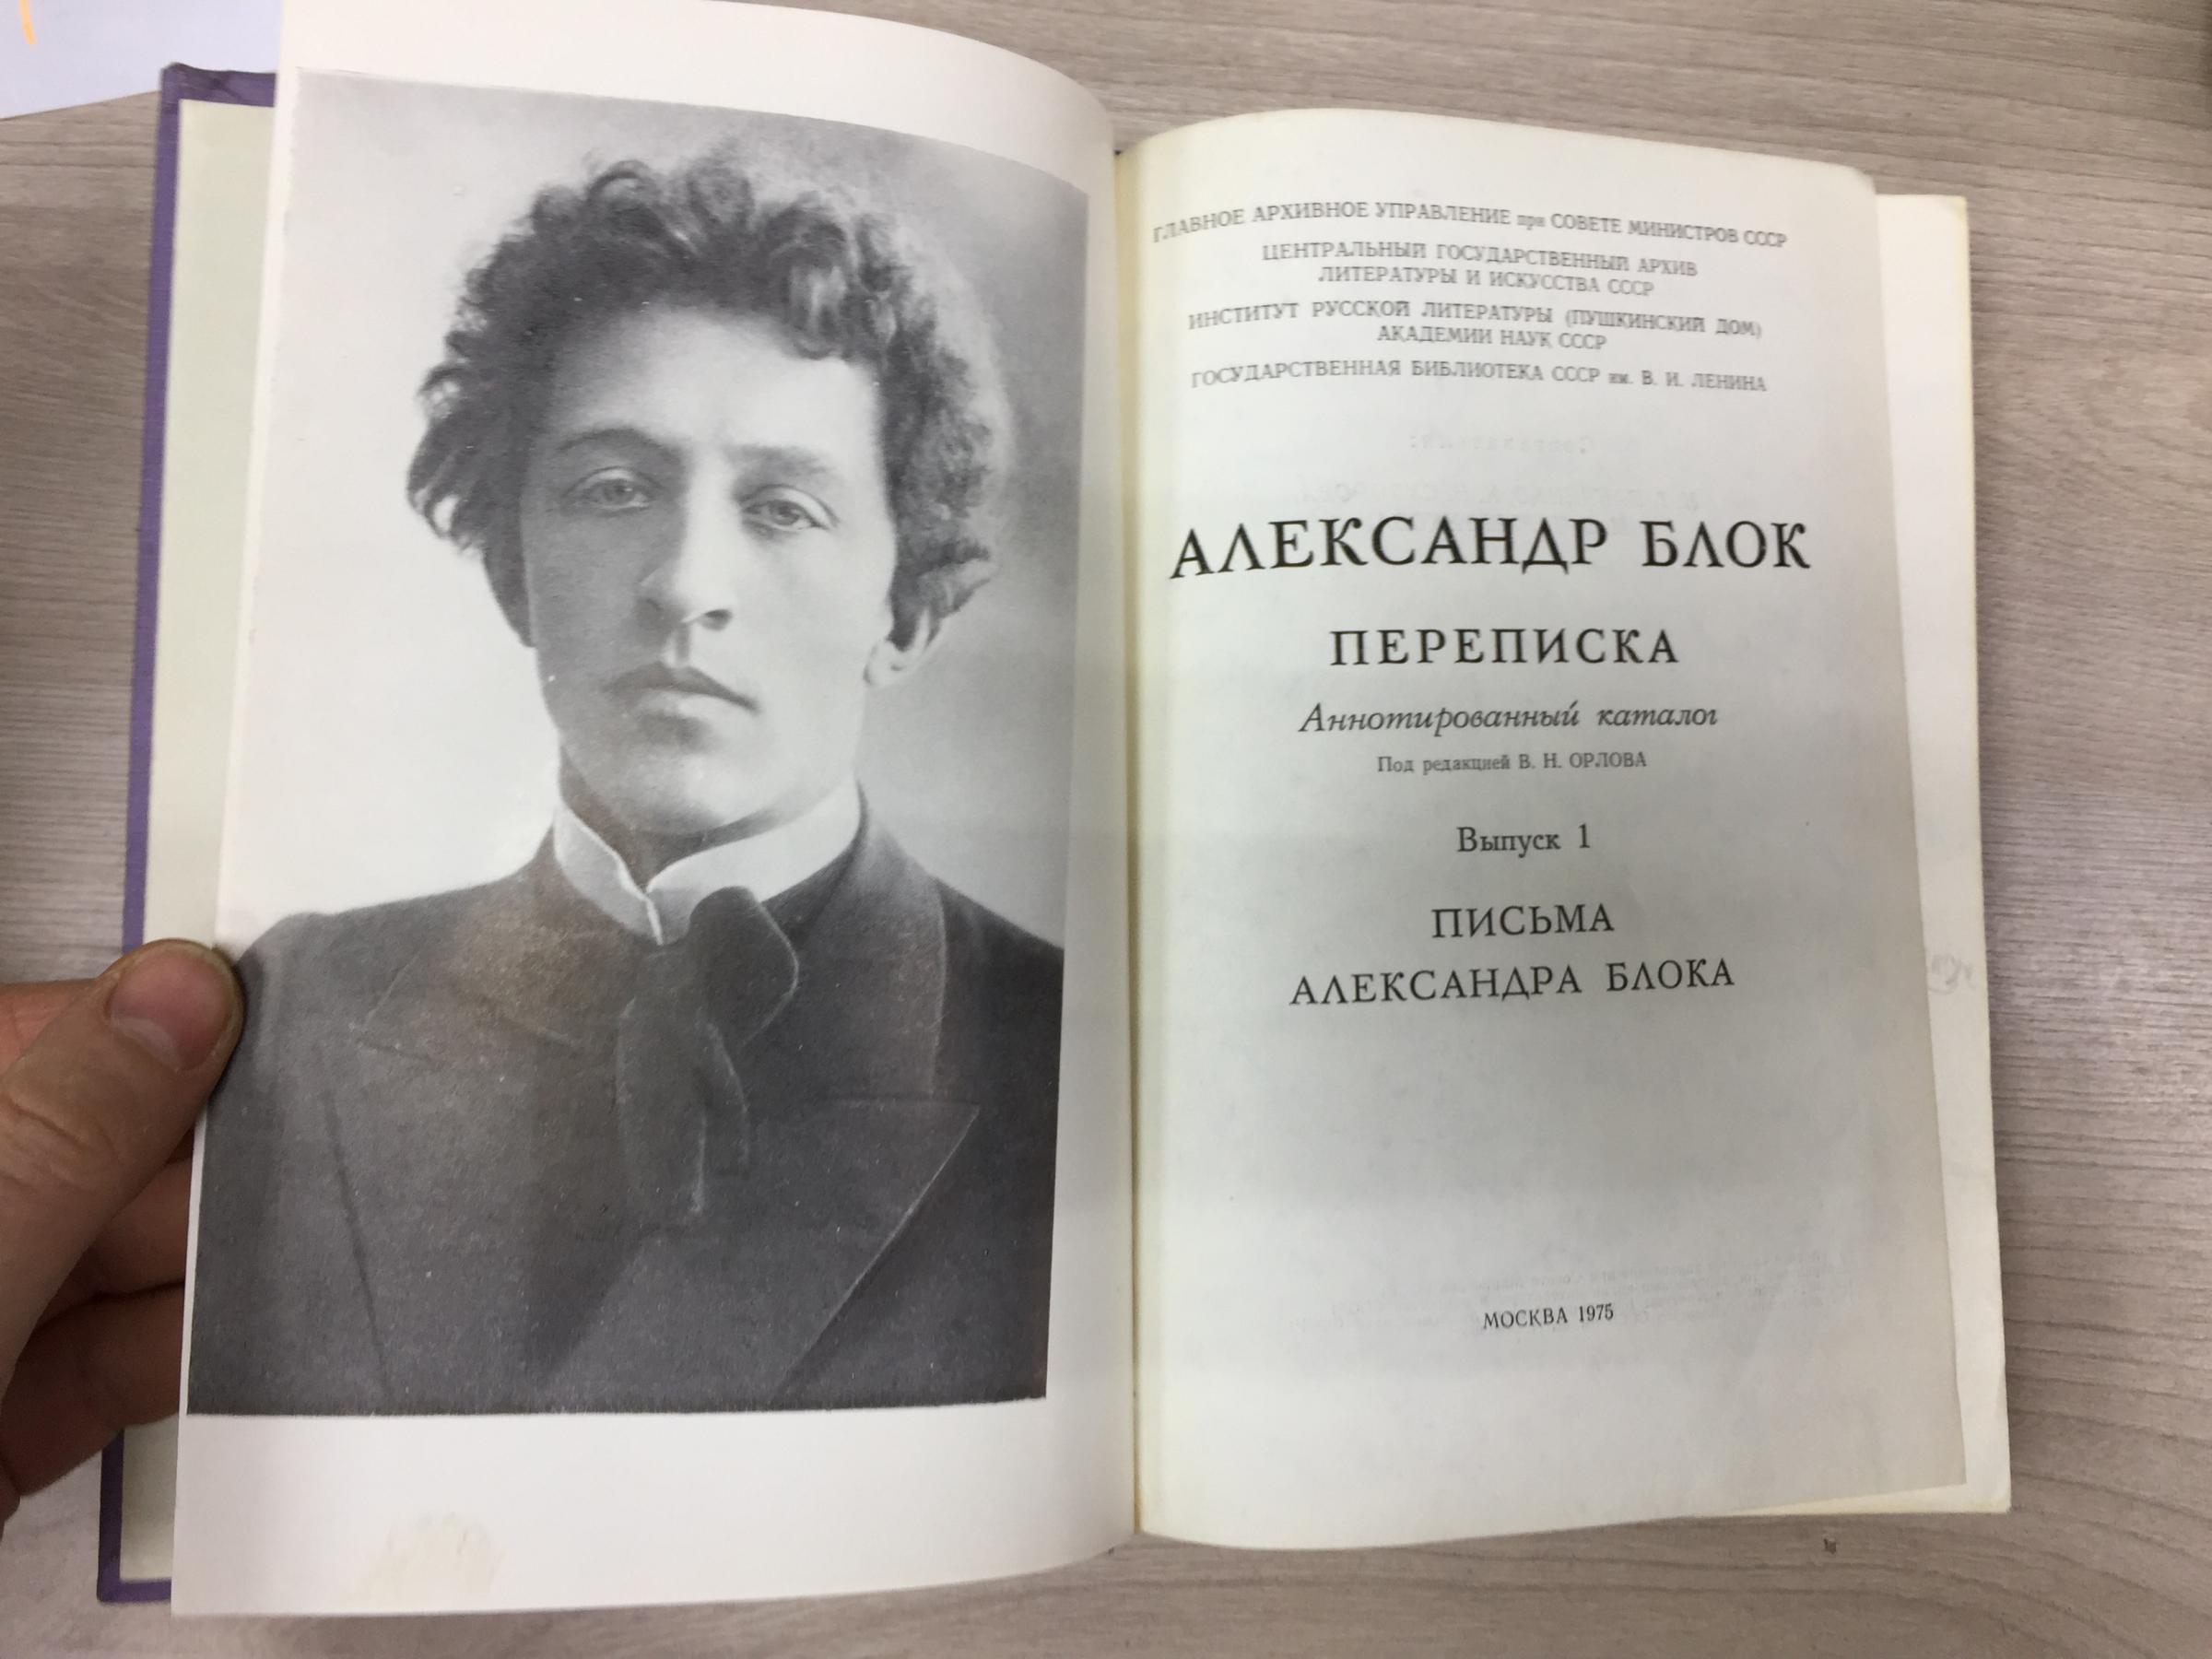 ГЛАВНОЕ АРХИВНОЕ УПРАВЛЕНИЕ при СОВЕТЕ МИНИСТРОВ СССР
ЦЕНТРАЛЬНЫЙ ГОСУДАРСТВЕННЫЙ АРХИВ
ЛИТЕРАТУРЫ И ИСКУССТВА СССР
ИНСТИТУТ РУССКОЙ ЛИТЕРАТУРЫ (ПУШКИНСКИЙ ДОМ)
АКАДЕМИИ НАУК СССР
ГОСУДАРСТВЕННАЯ БИБЛИОТЕКА СССР им. В. И. ЛЕНИНА
АЛЕКСАНДР БЛОК
ПЕРЕПИСКА
Аннотированный каталог
Под редакцией В. Н. ОРЛОВА
Выпуск 1
ПИСЬМА
АЛЕКСАНДРА БЛОКА
МОСКВА 1975